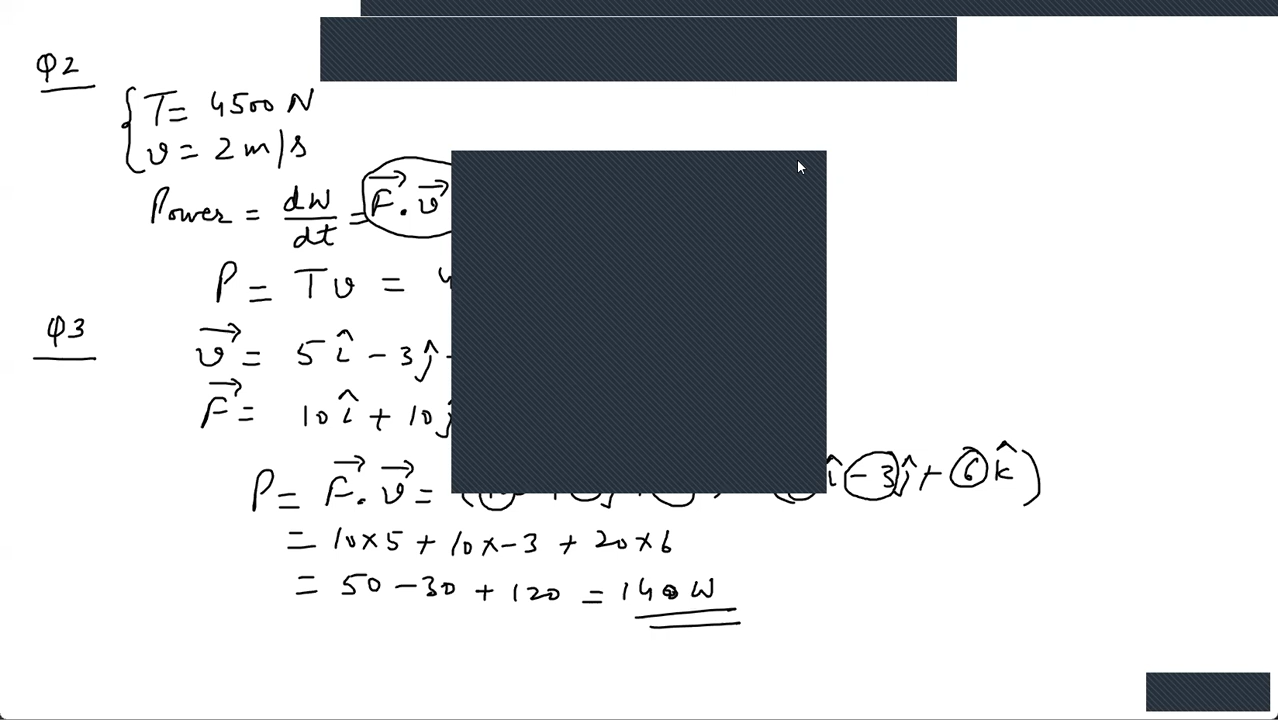 Q2
T = 4500 N
v = 2 m/s
Power = dW/dt = F⃗ . v⃗
P = Tv =
Q3
v⃗ = 5î - 3ĵ
F⃗ = 10î + 10ĵ
P = F⃗ . v⃗ = î - 3ĵ + 6k̂)
= 10×5 + 10×-3 + 20×6
= 50 - 30 + 120 = 140 W